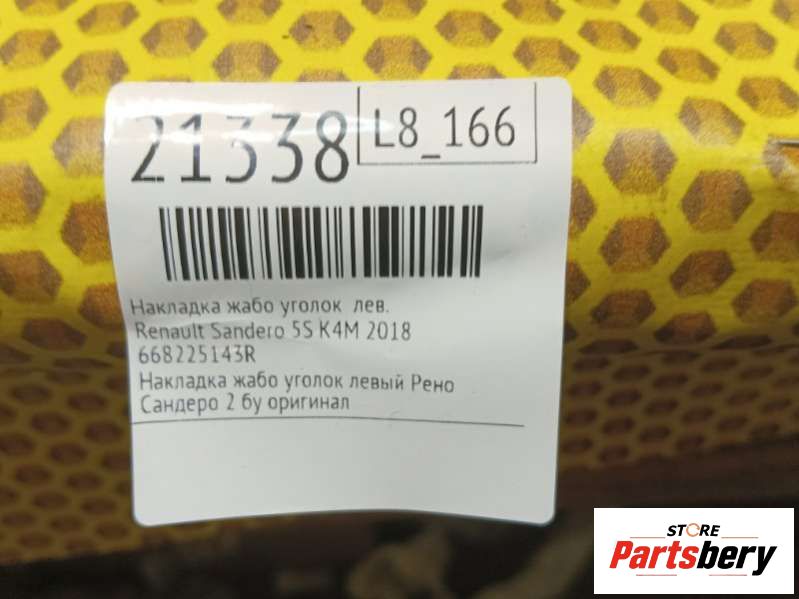 21338
L8_166
Накладка жабо уголок лев.
Renault Sandero 5S K4M 2018
668225143R
Накладка жабо уголок левый Рено
Сандеро 2 бу оригинал
STORE
Partsbery